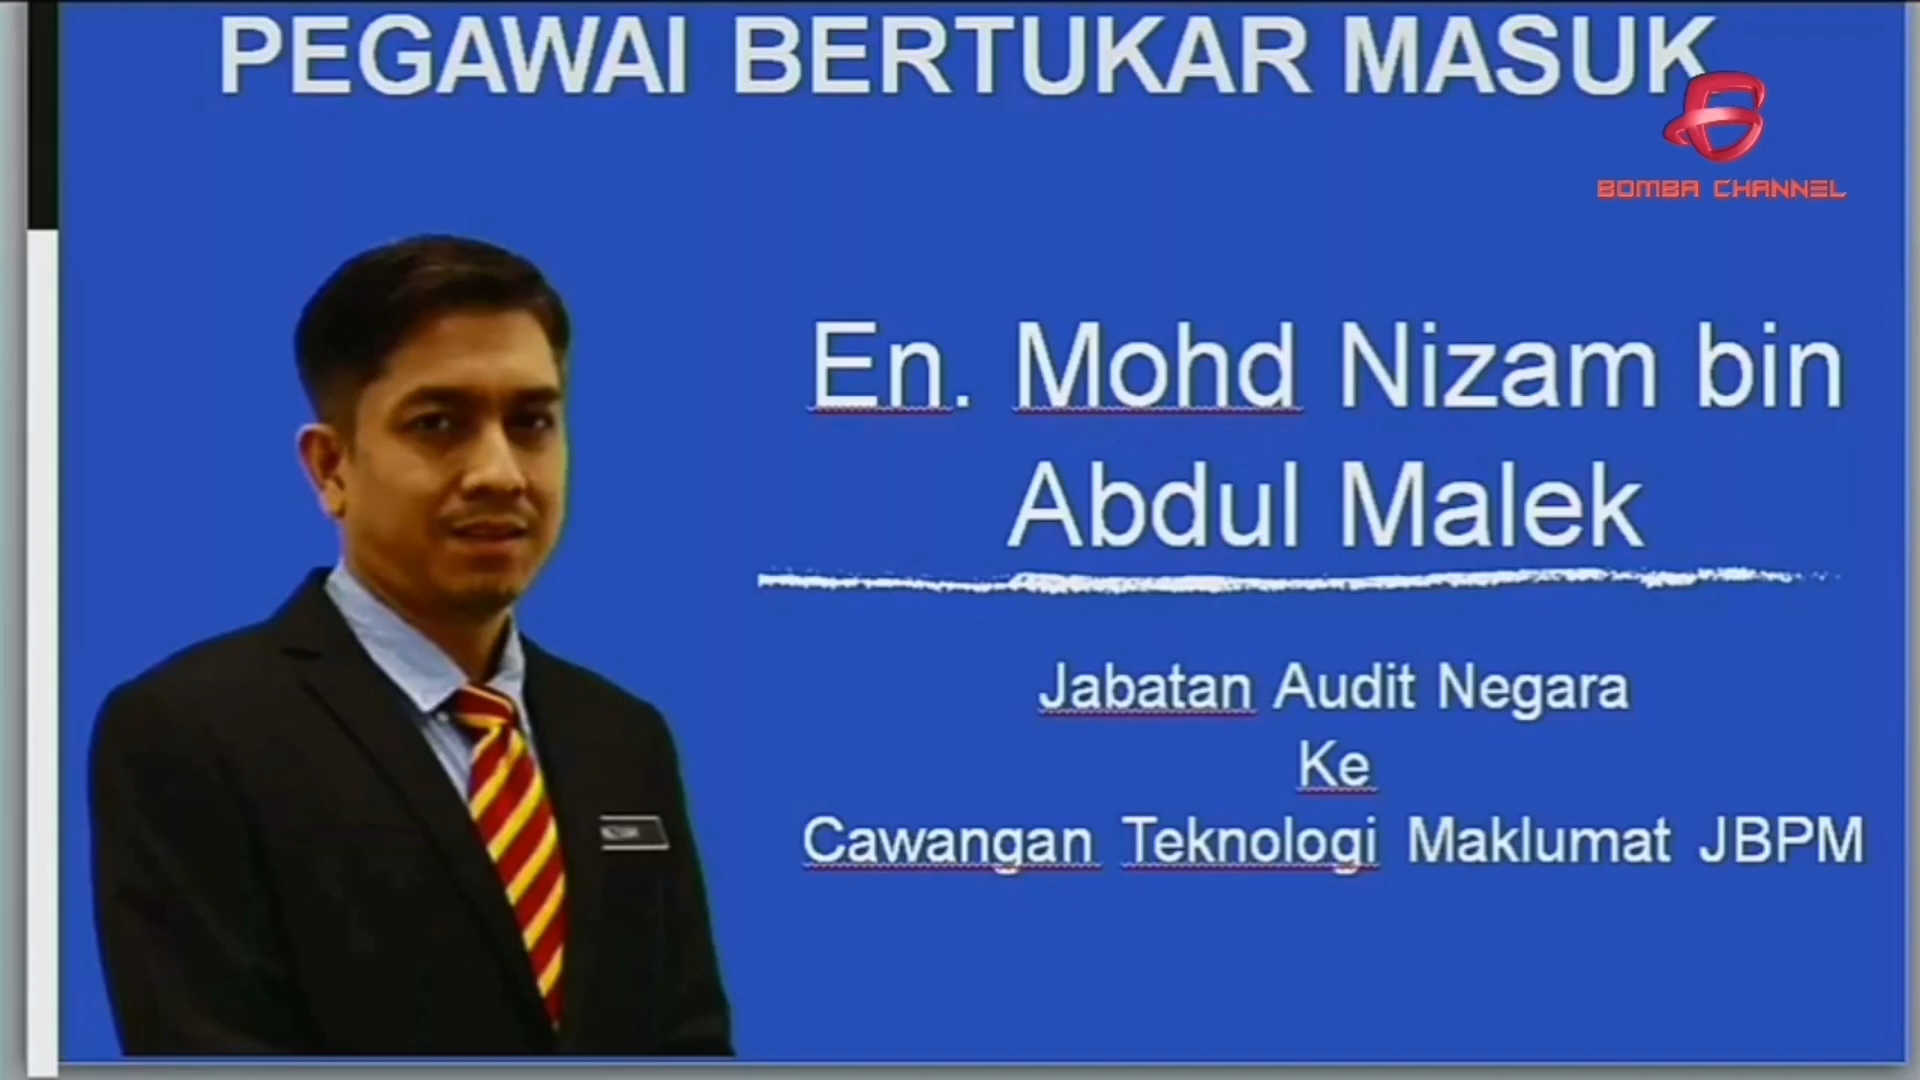 PEGAWAI BERTUKAR MASUK
BOMBA CHANNEL
En. Mohd Nizam bin
Abdul Malek
Jabatan Audit Negara
Ke
Cawangan Teknologi Maklumat JBPM